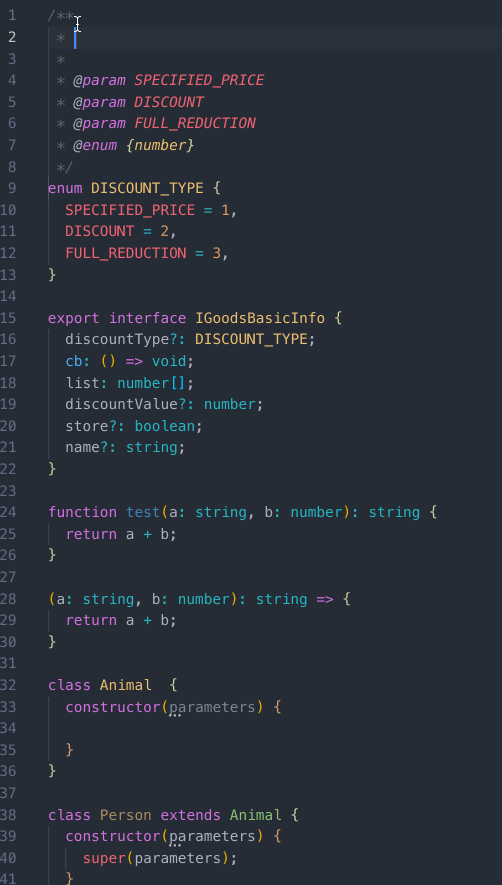 1 /**
2  * 
3  *
4  * @param SPECIFIED_PRICE
5  * @param DISCOUNT
6  * @param FULL_REDUCTION
7  * @enum {number}
8  */
9 enum DISCOUNT_TYPE {
10   SPECIFIED_PRICE = 1,
11   DISCOUNT = 2,
12   FULL_REDUCTION = 3,
13 }
14
15 export interface IGoodsBasicInfo {
16   discountType?: DISCOUNT_TYPE;
17   cb: () => void;
18   list: number[];
19   discountValue?: number;
20   store?: boolean;
21   name?: string;
22 }
23
24 function test(a: string, b: number): string {
25   return a + b;
26 }
27
28 (a: string, b: number): string => {
29   return a + b;
30 }
31
32 class Animal  {
33   constructor(parameters) {
34
35   }
36 }
37
38 class Person extends Animal {
39   constructor(parameters) {
40     super(parameters);
41   }